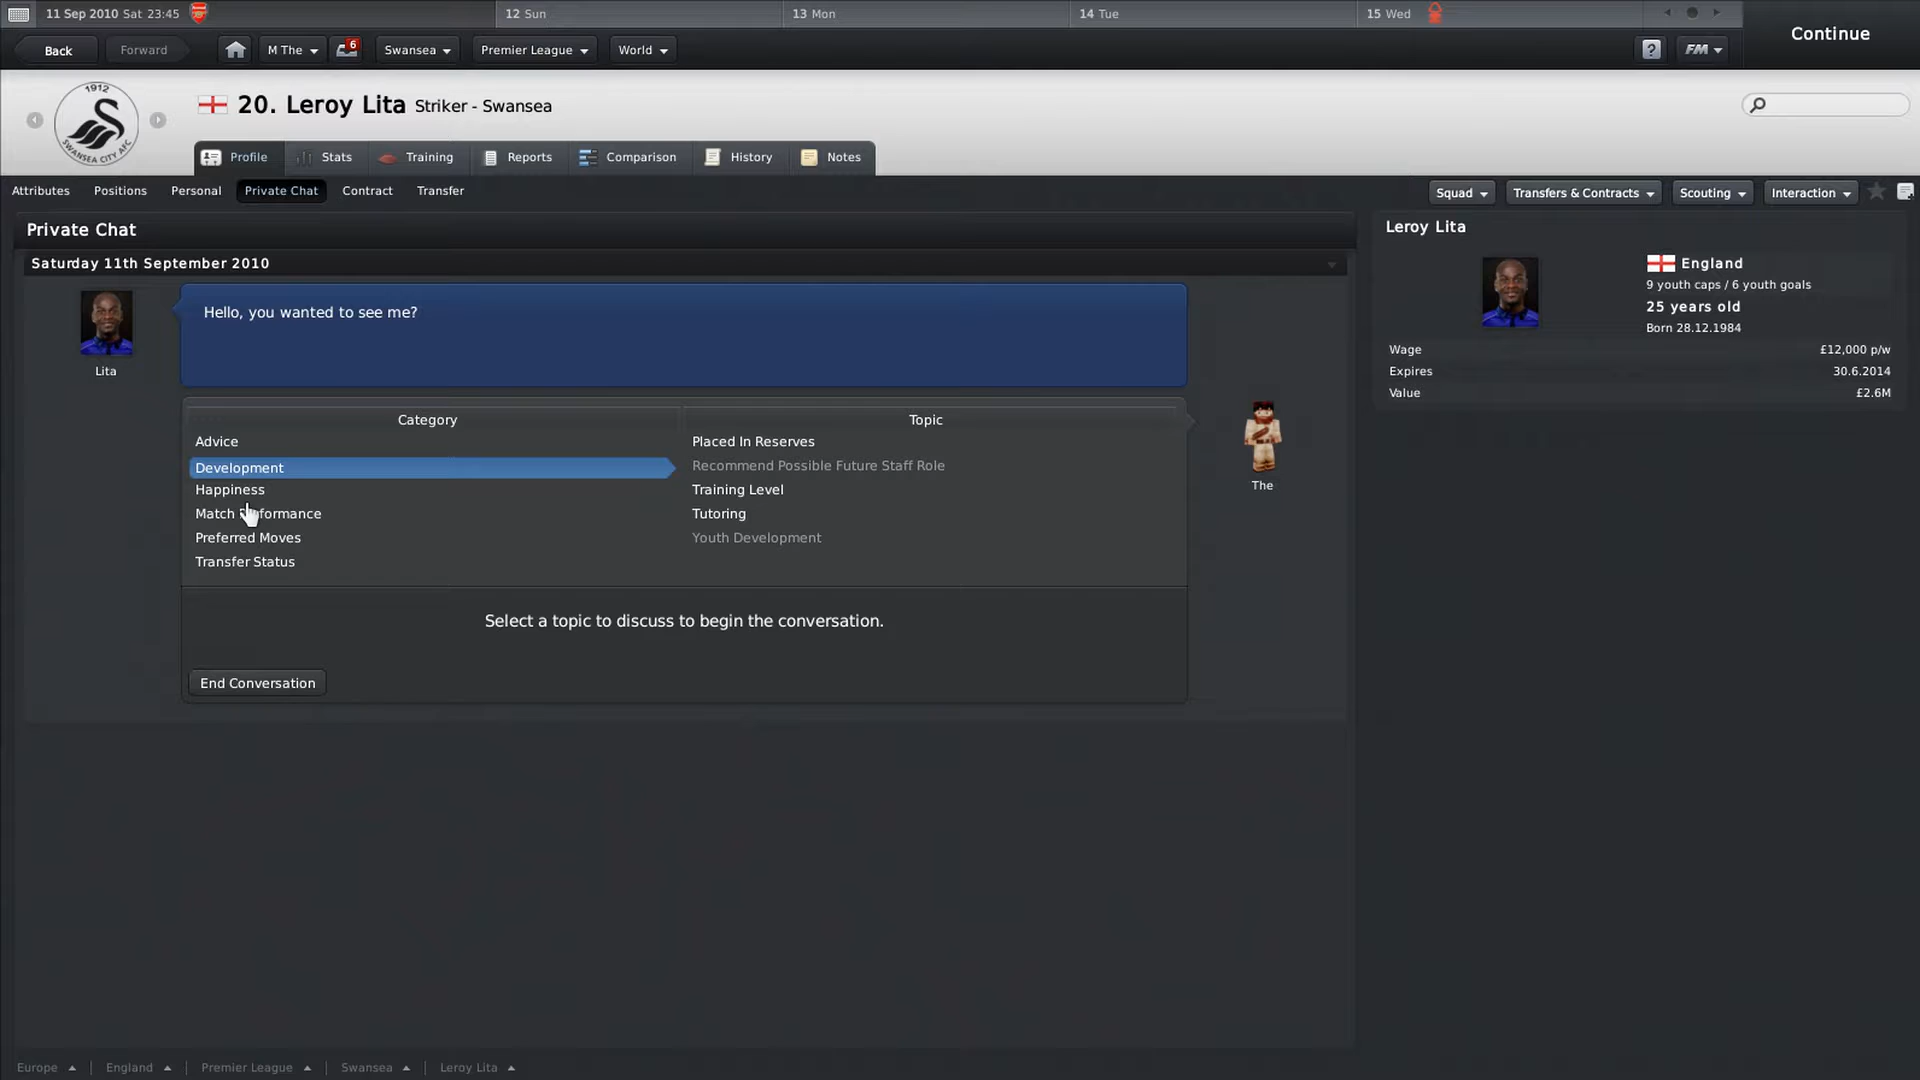 11 Sep 2010 Sat 23:45
12 Sun
13 Mon
14 Tue
15 Wed
Continue
Back
Forward
M The
6
Swansea
Premier League
World
?
FM
1912
SWANSEA CITY AFC
20. Leroy Lita Striker - Swansea
Profile
Stats
Training
Reports
Comparison
History
Notes
Attributes
Positions
Personal
Private Chat
Contract
Transfer
Squad
Transfers & Contracts
Scouting
Interaction
Private Chat
Saturday 11th September 2010
Hello, you wanted to see me?
Lita
Category
Topic
Advice
Development
Happiness
Match
Preferred Moves
Transfer Status
Placed In Reserves
Recommend Possible Future Staff Role
Training Level
Tutoring
Youth Development
The
Select a topic to discuss to begin the conversation.
End Conversation
Leroy Lita
England
9 youth caps / 6 youth goals
25 years old
Born 28.12.1984
Wage £12,000 p/w
Expires 30.6.2014
Value £2.6M
Europe
England
Premier League
Swansea
Leroy Lita